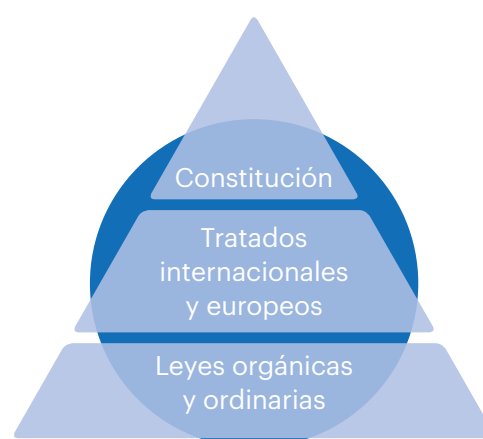 Constitución
Tratados
internacionales
y europeos
Leyes orgánicas
y ordinarias